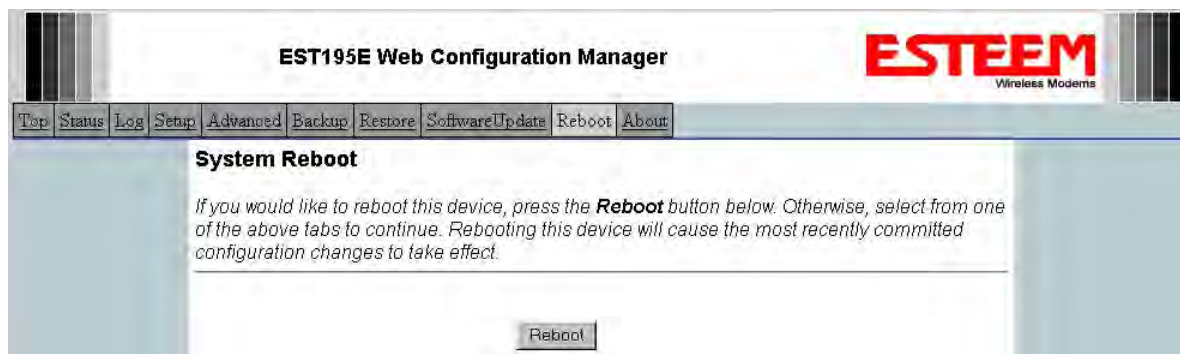 EST195E Web Configuration Manager
ESTEEM
Wireless Modems
Top Status Log Setup Advanced Backup Restore SoftwareUpdate Reboot About
System Reboot
If you would like to reboot this device, press the Reboot button below. Otherwise, select from one
of the above tabs to continue. Rebooting this device will cause the most recently committed
configuration changes to take effect.
Reboot